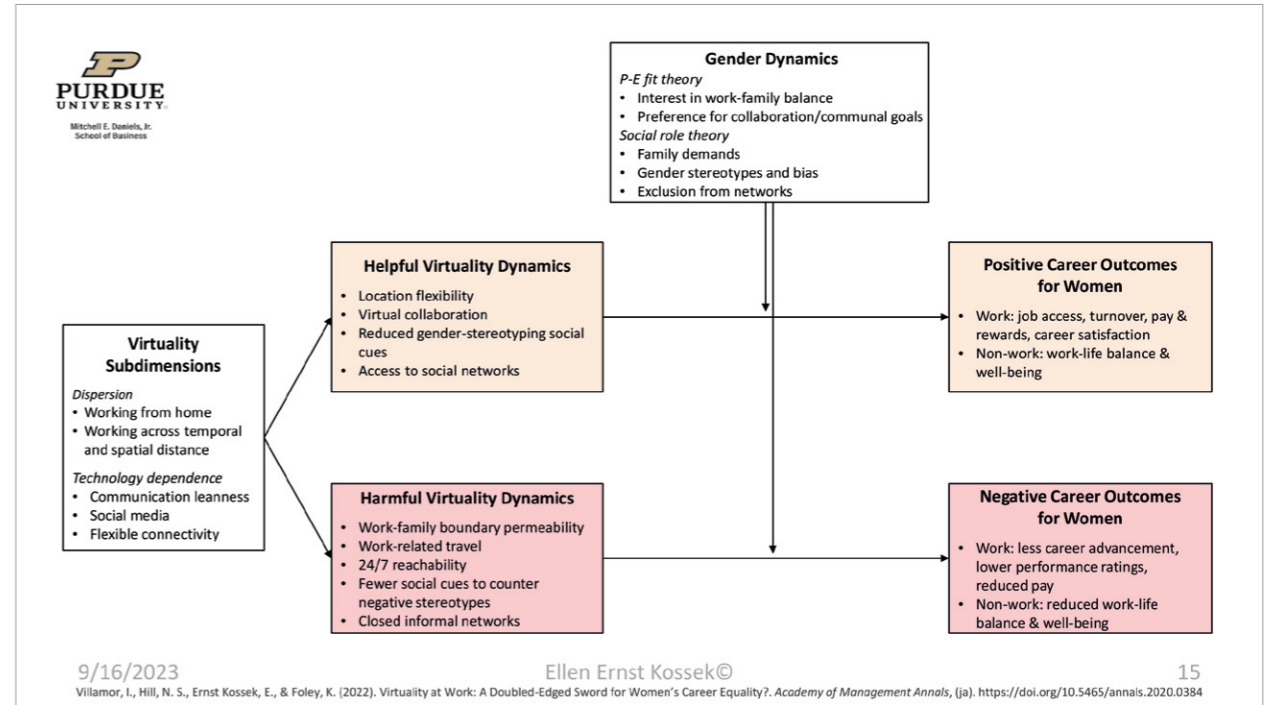 PURDUE
UNIVERSITY®
Mitchell E. Daniels, Jr.
School of Business
Gender Dynamics
P-E fit theory
• Interest in work-family balance
• Preference for collaboration/communal goals
Social role theory
• Family demands
• Gender stereotypes and bias
• Exclusion from networks
Virtuality
Subdimensions
Dispersion
• Working from home
• Working across temporal
and spatial distance
Technology dependence
• Communication leanness
• Social media
• Flexible connectivity
Helpful Virtuality Dynamics
• Location flexibility
• Virtual collaboration
• Reduced gender-stereotyping social
cues
• Access to social networks
Positive Career Outcomes
for Women
• Work: job access, turnover, pay &
rewards, career satisfaction
• Non-work: work-life balance &
well-being
Harmful Virtuality Dynamics
• Work-family boundary permeability
• Work-related travel
• 24/7 reachability
• Fewer social cues to counter
negative stereotypes
• Closed informal networks
Negative Career Outcomes
for Women
• Work: less career advancement,
lower performance ratings,
reduced pay
• Non-work: reduced work-life
balance & well-being
9/16/2023
Ellen Ernst Kossek©
15
Villamor, I., Hill, N. S., Ernst Kossek, E., & Foley, K. (2022). Virtuality at Work: A Doubled-Edged Sword for Women's Career Equality?. Academy of Management Annals, (ja). https://doi.org/10.5465/annals.2020.0384